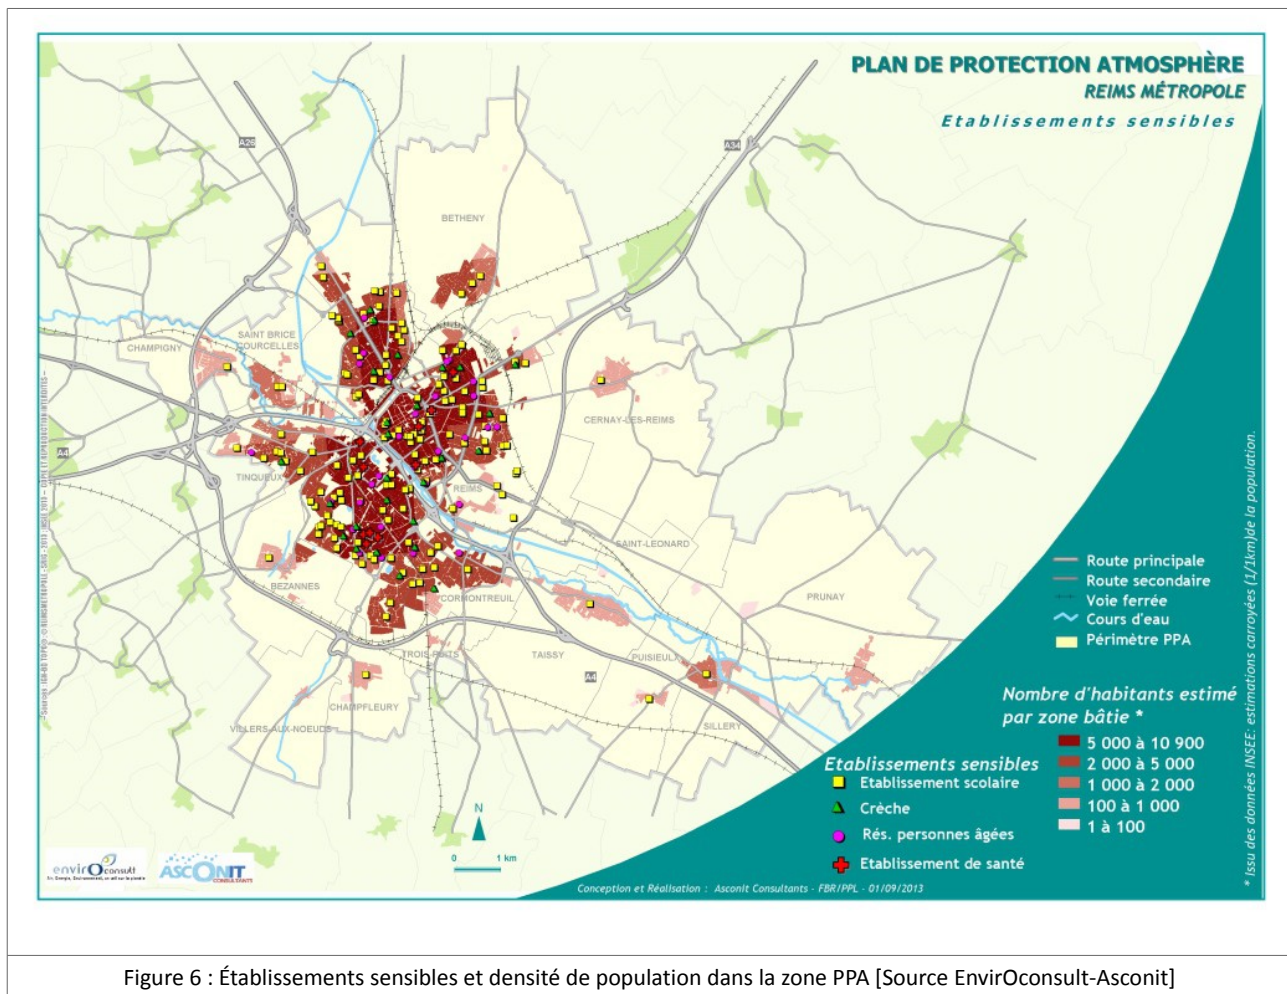 PLAN DE PROTECTION ATMOSPHÈRE
REIMS MÉTROPOLE
Etablissements sensibles
A26
A34
BETHENY
SAINT BRICE
COURCELLES
CHAMPIGNY
CERNAY-LES-REIMS
A4
TINQUEUX
REIMS
SAINT-LEONARD
BEZANNES
CORMONTREUIL
PRUNAY
TROIS-PUITS
TAISSY
PUISIEULX
A4
CHAMPFLEURY
SILLERY
VILLERS-AUX-NOEUDS
Route principale
Route secondaire
Voie ferrée
Cours d'eau
Périmètre PPA
Nombre d'habitants estimé
par zone bâtie *
5 000 à 10 900
2 000 à 5 000
1 000 à 2 000
100 à 1 000
1 à 100
Etablissements sensibles
Etablissement scolaire
Crèche
Rés. personnes âgées
Etablissement de santé
N
0 1 km
envirOconsult
ASCONIT
CONSULTANTS
Conception et Réalisation : Asconit Consultants - FBR/PPL - 01/09/2013
* Issu des données INSEE: estimations carroyées (1/1km)de la population.
Figure 6 : Établissements sensibles et densité de population dans la zone PPA [Source EnvirOconsult-Asconit]